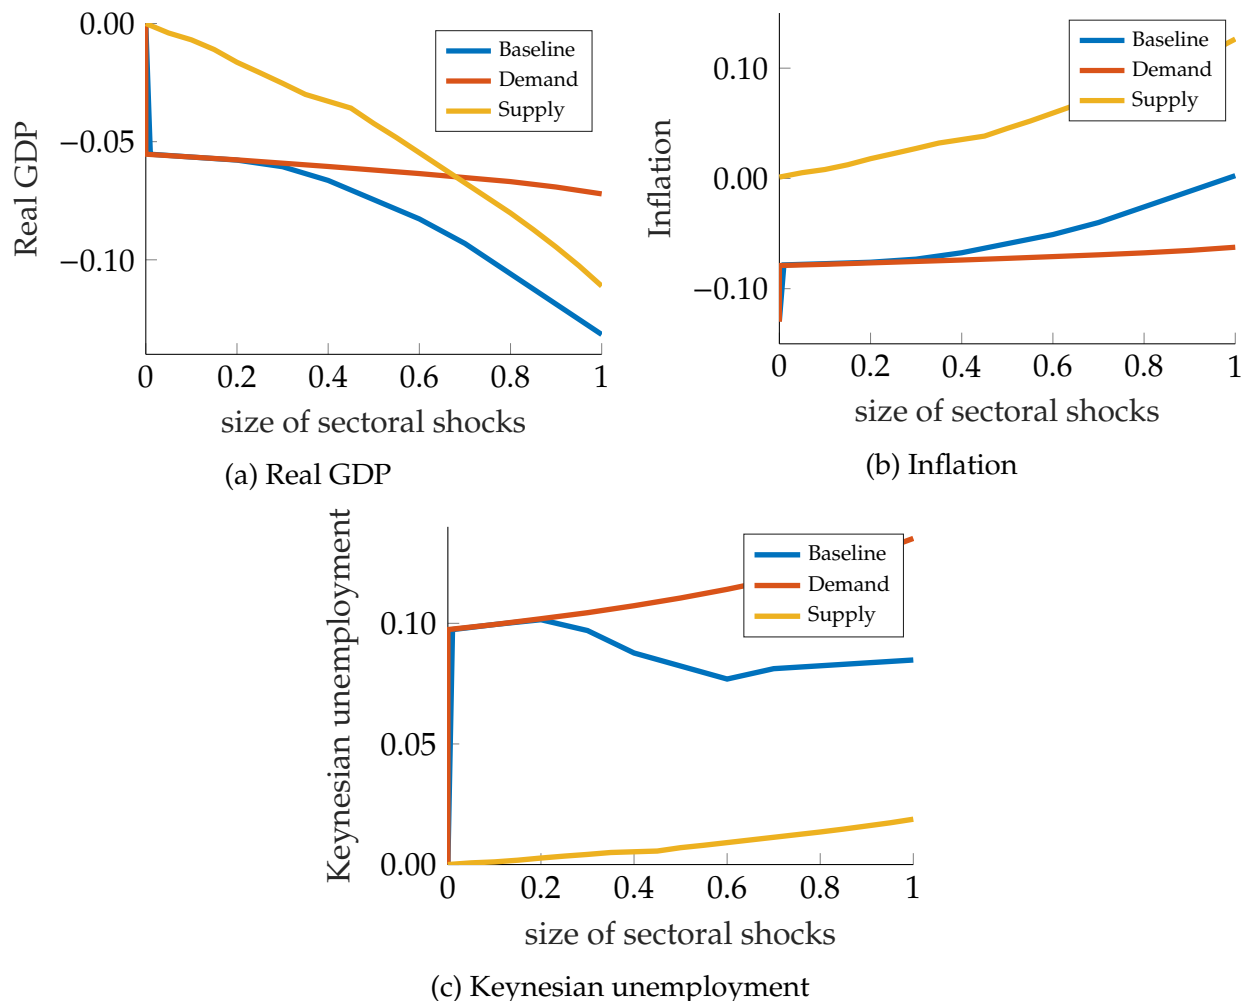 Real GDP
0.00
−0.05
−0.10
Baseline
Demand
Supply
0
0.2
0.4
0.6
0.8
1
size of sectoral shocks
(a) Real GDP
Inflation
0.10
0.00
−0.10
Baseline
Demand
Supply
0
0.2
0.4
0.6
0.8
1
size of sectoral shocks
(b) Inflation
Keynesian unemployment
0.10
0.05
0.00
Baseline
Demand
Supply
0
0.2
0.4
0.6
0.8
1
size of sectoral shocks
(c) Keynesian unemployment